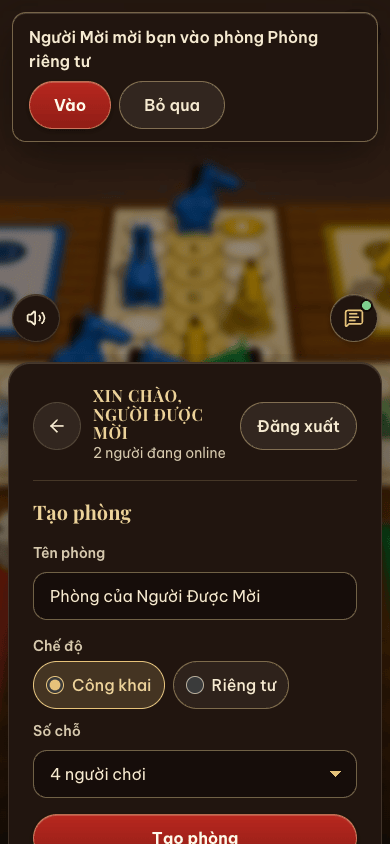 Người Mời mời bạn vào phòng Phòng
riêng tư
Vào
Bỏ qua
XIN CHÀO,
NGƯỜI ĐƯỢC
MỜI
2 người đang online
Đăng xuất
Tạo phòng
Tên phòng
Phòng của Người Được Mời
Chế độ
Công khai
Riêng tư
Số chỗ
4 người chơi
Tạo phòng